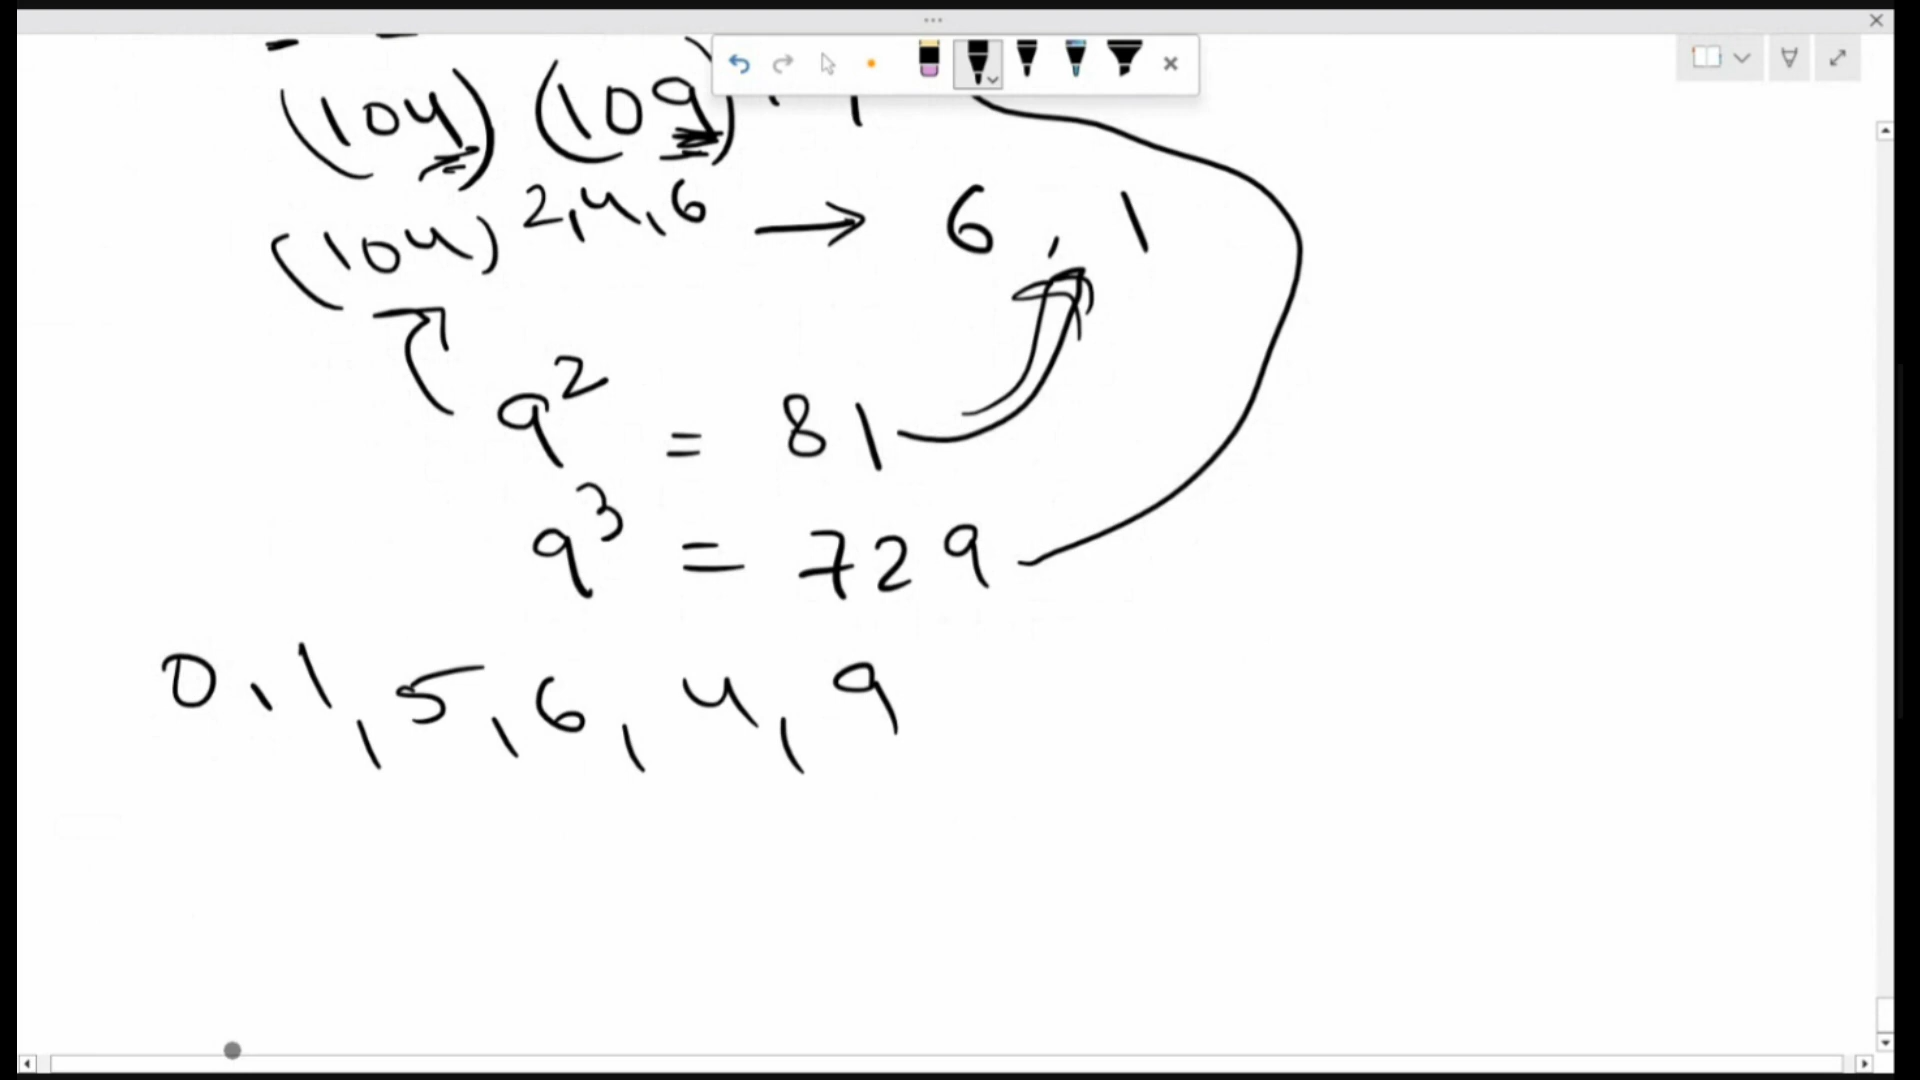 (104) (109)
(104)^2,4,6 → 6, 1
9^2 = 81
9^3 = 729
0, 1, 5, 6, 4, 9